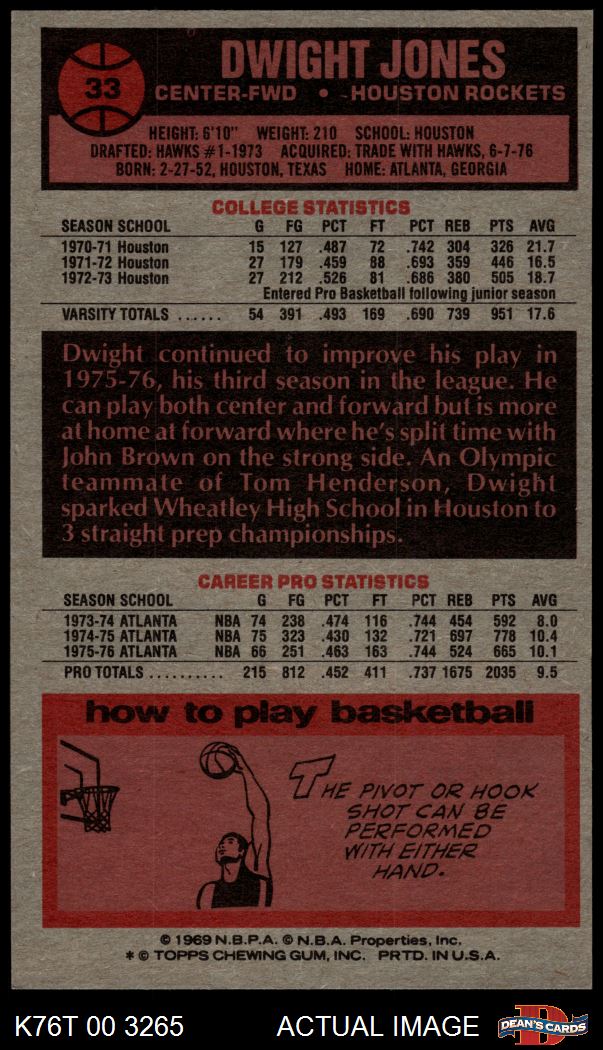 33
DWIGHT JONES
CENTER-FWD • HOUSTON ROCKETS
HEIGHT: 6'10" WEIGHT: 210 SCHOOL: HOUSTON
DRAFTED: HAWKS #1-1973 ACQUIRED: TRADE WITH HAWKS, 6-7-76
BORN: 2-27-52, HOUSTON, TEXAS HOME: ATLANTA, GEORGIA
COLLEGE STATISTICS
SEASON SCHOOL G FG PCT FT PCT REB PTS AVG
1970-71 Houston 15 127 .487 72 .742 304 326 21.7
1971-72 Houston 27 179 .459 88 .693 359 446 16.5
1972-73 Houston 27 212 .526 81 .686 380 505 18.7
Entered Pro Basketball following junior season
VARSITY TOTALS ...... 54 391 .493 169 .690 739 951 17.6
Dwight continued to improve his play in
1975-76, his third season in the league. He
can play both center and forward but is more
at home at forward where he's split time with
John Brown on the strong side. An Olympic
teammate of Tom Henderson, Dwight
sparked Wheatley High School in Houston to
3 straight prep championships.
CAREER PRO STATISTICS
SEASON SCHOOL G FG PCT FT PCT REB PTS AVG
1973-74 ATLANTA NBA 74 238 .474 116 .744 454 592 8.0
1974-75 ATLANTA NBA 75 323 .430 132 .721 697 778 10.4
1975-76 ATLANTA NBA 66 251 .463 163 .744 524 665 10.1
PRO TOTALS .......... 215 812 .452 411 .737 1675 2035 9.5
how to play basketball
THE PIVOT OR HOOK
SHOT CAN BE
PERFORMED
WITH EITHER
HAND.
© 1969 N.B.P.A. © N.B.A. Properties, Inc.
* © TOPPS CHEWING GUM, INC. PRTD. IN U.S.A.
K76T 00 3265 ACTUAL IMAGE
D
DEAN'S CARDS